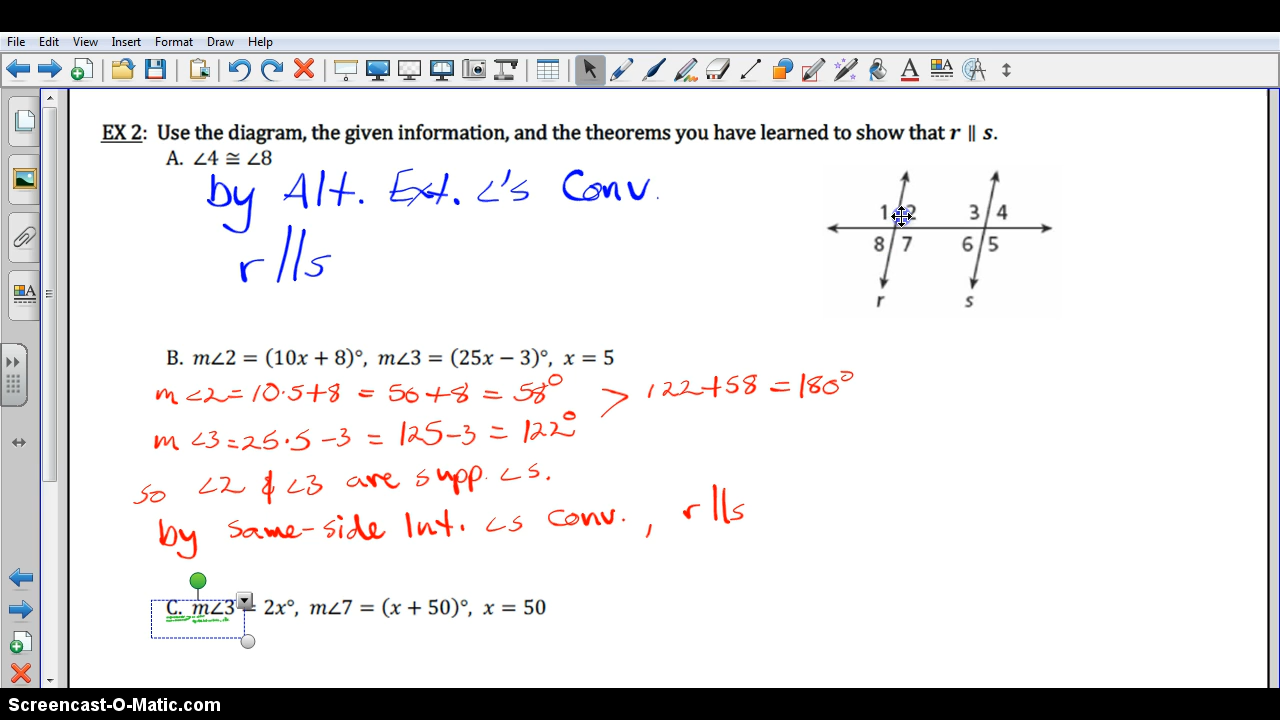 File Edit View Insert Format Draw Help
EX 2: Use the diagram, the given information, and the theorems you have learned to show that r ∥ s.
A. ∠4 ≅ ∠8
by Alt. Ext. ∠'s Conv.
r ∥ s
1 2 3 4
8 7 6 5
r s
B. m∠2 = (10x + 8)°, m∠3 = (25x − 3)°, x = 5
m∠2 = 10·5+8 = 50+8 = 58° > 122+58 = 180°
m∠3 = 25·5−3 = 125−3 = 122°
so ∠2 & ∠3 are supp. ∠s.
by same-side Int. ∠s conv., r ∥ s
C. m∠3 = 2x°, m∠7 = (x + 50)°, x = 50
Screencast-O-Matic.com